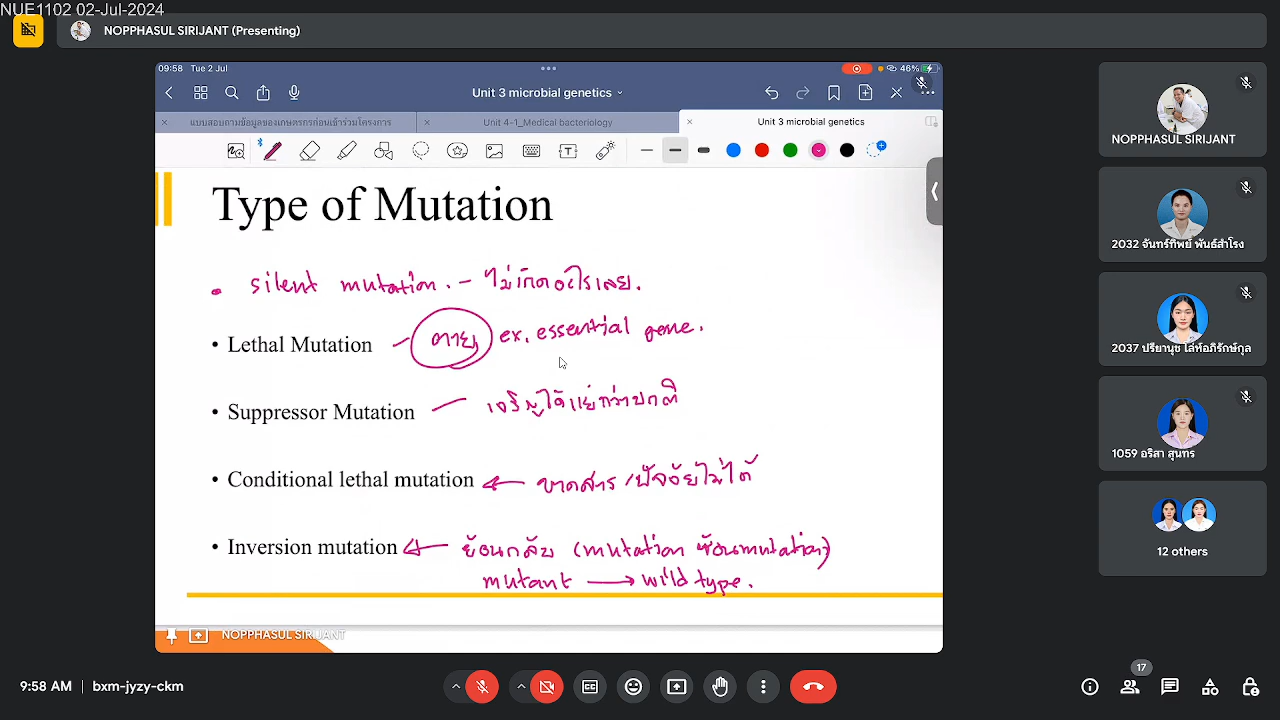 NUE1102 02-Jul-2024
NOPPHASUL SIRIJANT (Presenting)
09:58 Tue 2 Jul
46%
Unit 3 microbial genetics
แบบสอบถามข้อมูลของเกษตรกรก่อนเข้าร่วมโครงการ
Unit 4-1_Medical bacteriology
Unit 3 microbial genetics
Type of Mutation
• silent mutation. - ไม่เกิดอะไรเลย.
• Lethal Mutation - ตาย ex. essential gene.
• Suppressor Mutation - เจริญได้แย่กว่าปกติ
• Conditional lethal mutation ← ขาดสาร/ปัจจัยไม่ได้
• Inversion mutation ← ย้อนกลับ (mutation ซ้อนmutation)
mutant → wild type.
NOPPHASUL SIRIJANT
NOPPHASUL SIRIJANT
2032 จันทร์ทิพย์ พันธ์สำโรง
2037 ปรียานุช โล่ห์อภิรักษ์กุล
1059 อริสา สุนทร
12 others
9:58 AM | bxm-jyzy-ckm
17